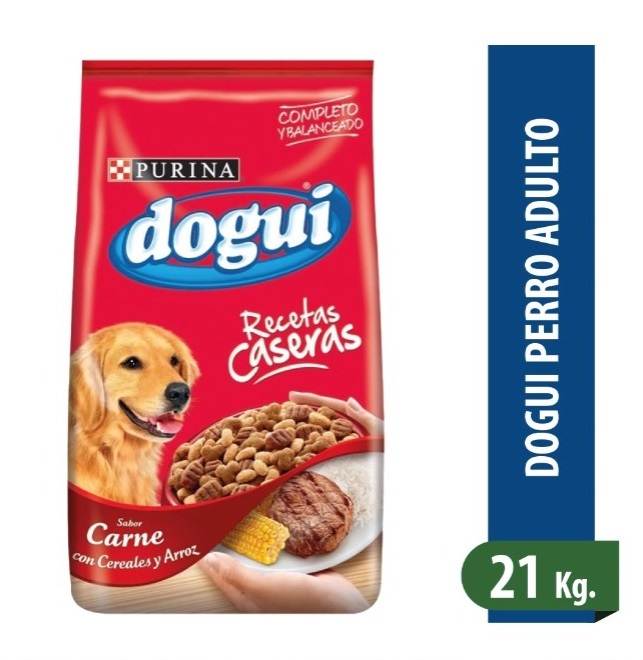 COMPLETO
Y BALANCEADO
PURINA
dogui®
Recetas
Caseras
Sabor
Carne
con Cereales y Arroz
DOGUI PERRO ADULTO
21 Kg.